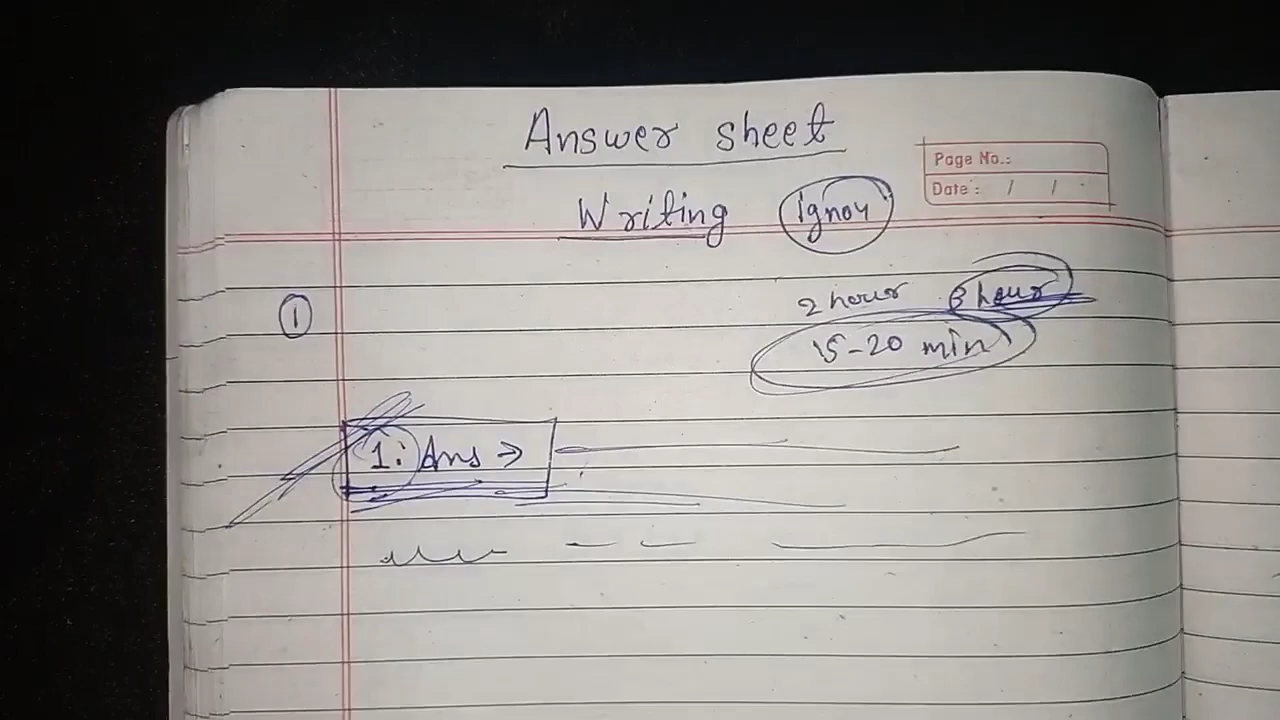 Answer sheet
Page No.:
Date : / /
Writing Ignou
1
2 hour 3 hour
15-20 min
1. Ans →